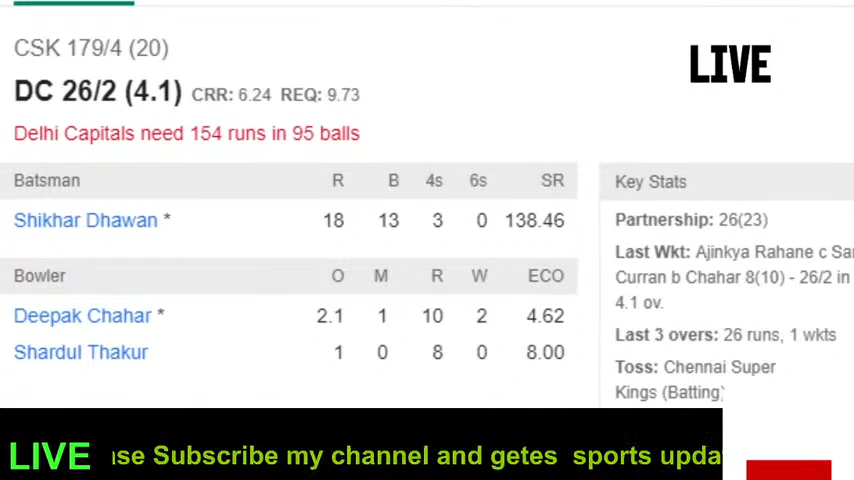 CSK 179/4 (20)
LIVE
DC 26/2 (4.1) CRR: 6.24 REQ: 9.73
Delhi Capitals need 154 runs in 95 balls
Batsman R B 4s 6s SR
Shikhar Dhawan * 18 13 3 0 138.46
Bowler O M R W ECO
Deepak Chahar * 2.1 1 10 2 4.62
Shardul Thakur 1 0 8 0 8.00
Key Stats
Partnership: 26(23)
Last Wkt: Ajinkya Rahane c Sar
Curran b Chahar 8(10) - 26/2 in
4.1 ov.
Last 3 overs: 26 runs, 1 wkts
Toss: Chennai Super
Kings (Batting)
LIVE ase Subscribe my channel and getes sports upda